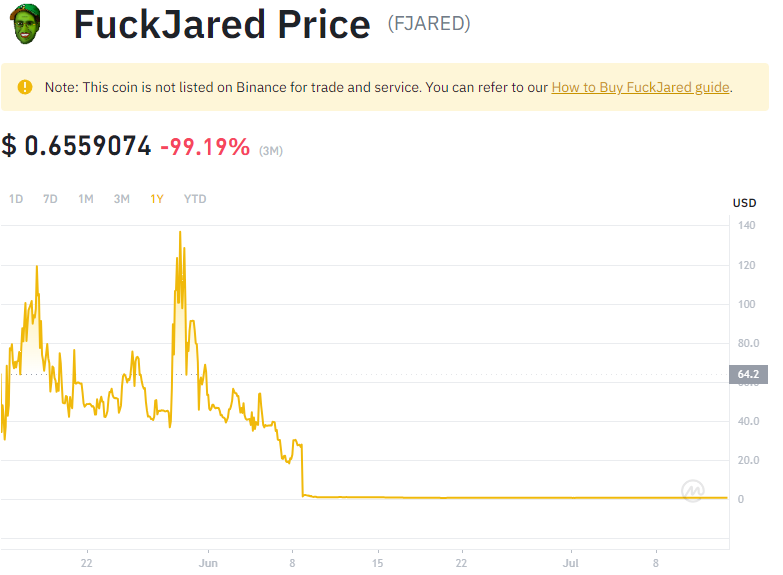 FuckJared Price (FJARED)
Note: This coin is not listed on Binance for trade and service. You can refer to our How to Buy FuckJared guide.
$ 0.6559074 -99.19% (3M)
1D 7D 1M 3M 1Y YTD
USD
140
120
100
80.0
64.2
60.0
40.0
20.0
0
22 Jun 8 15 22 Jul 8